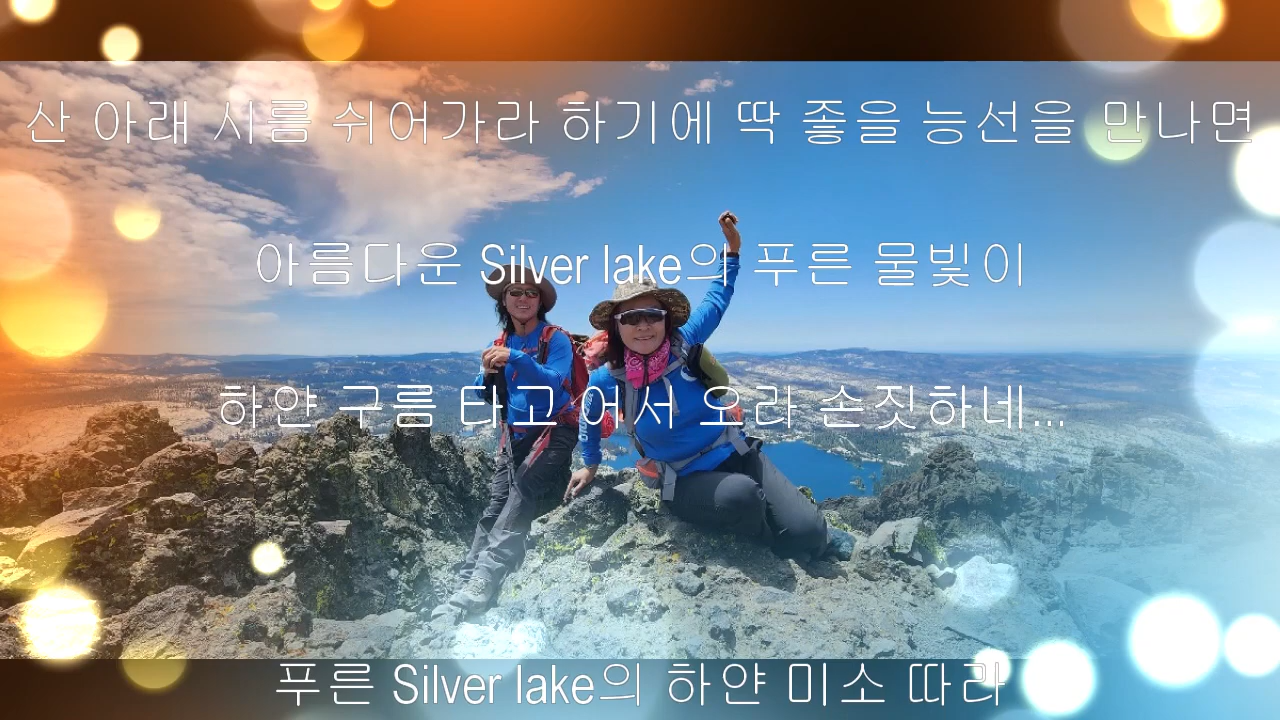 산 아래 시름 쉬어가라 하기에 딱 좋을 능선을 만나면
아름다운 Silver lake의 푸른 물빛이
하얀 구름 타고 어서 오라 손짓하네...
푸른 Silver lake의 하얀 미소 따라